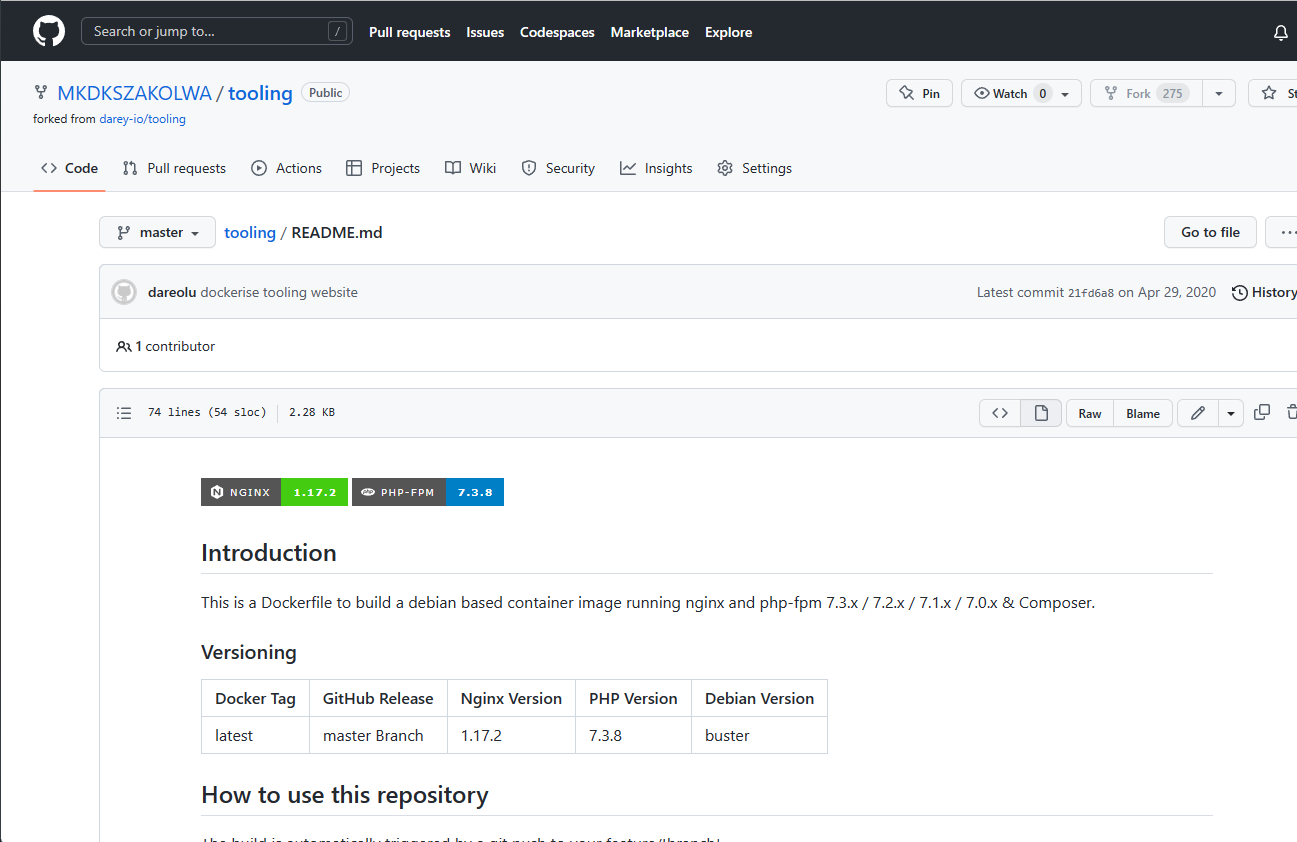 Search or jump to... /
Pull requests Issues Codespaces Marketplace Explore
MKDKSZAKOLWA / tooling Public
Pin Watch 0 Fork 275
forked from darey-io/tooling
Code Pull requests Actions Projects Wiki Security Insights Settings
master tooling / README.md Go to file ...
dareolu dockerise tooling website Latest commit 21fd6a8 on Apr 29, 2020 History
1 contributor
74 lines (54 sloc) 2.28 KB Raw Blame
NGINX 1.17.2 PHP-FPM 7.3.8
Introduction
This is a Dockerfile to build a debian based container image running nginx and php-fpm 7.3.x / 7.2.x / 7.1.x / 7.0.x & Composer.
Versioning
Docker Tag GitHub Release Nginx Version PHP Version Debian Version
latest master Branch 1.17.2 7.3.8 buster
How to use this repository